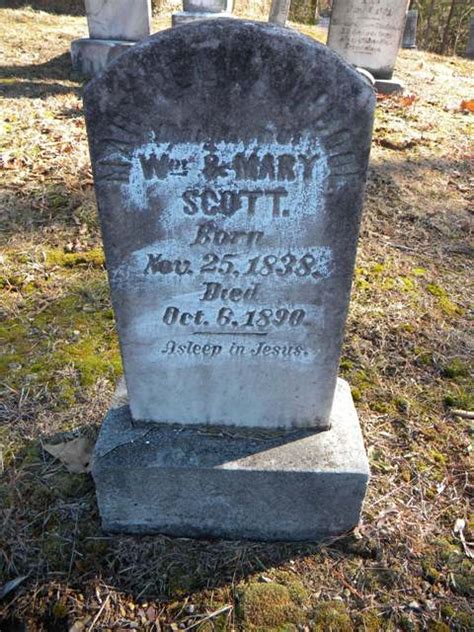 Wm & MARY
SCOTT.
Born
Nov. 25, 1838.
Died
Oct. 6, 1890.
Asleep in Jesus.